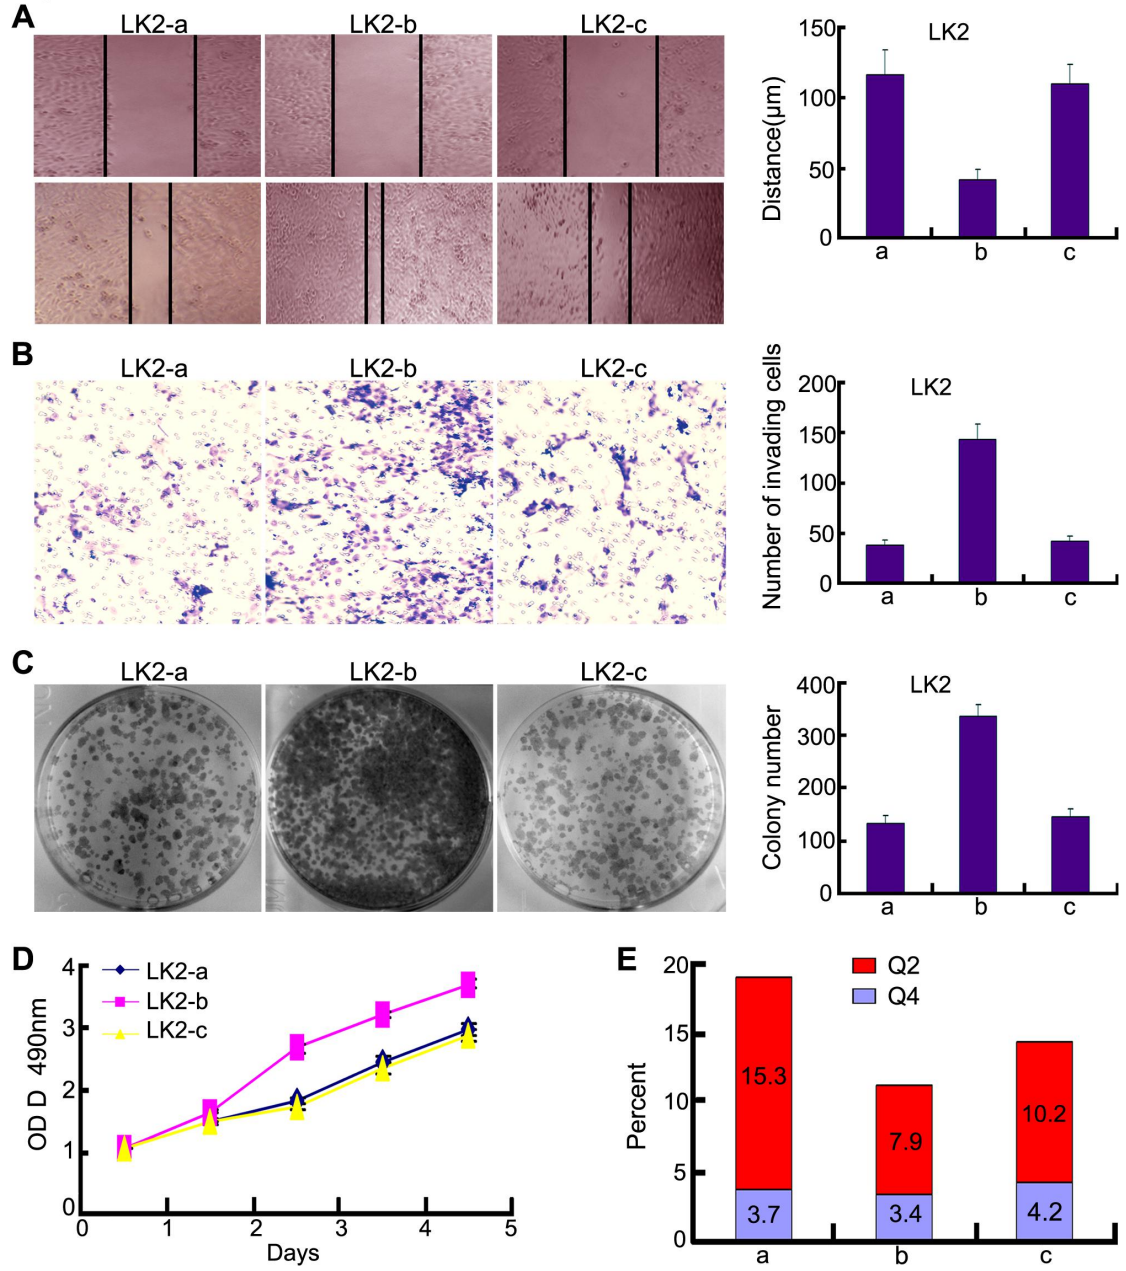 A
LK2-a
LK2-b
LK2-c
LK2
Distance(μm)
150
100
50
0
a
b
c
B
LK2-a
LK2-b
LK2-c
LK2
Number of invading cells
200
150
100
50
0
a
b
c
C
LK2-a
LK2-b
LK2-c
LK2
Colony number
400
300
200
100
0
a
b
c
D
LK2-a
LK2-b
LK2-c
OD D 490nm
4
3
2
1
0
0 1 2 3 4 5
Days
E
Q2
Q4
Percent
20
15
10
5
0
15.3
3.7
7.9
3.4
10.2
4.2
a
b
c